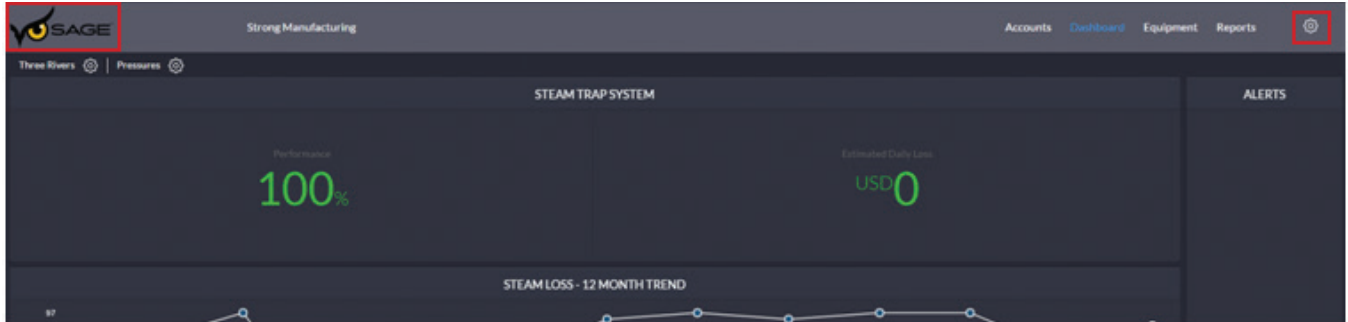 SAGE Strong Manufacturing Accounts Dashboard Equipment Reports
Three Rivers | Pressures
STEAM TRAP SYSTEM ALERTS
Performance Estimated Daily Loss
100% USD0
STEAM LOSS - 12 MONTH TREND
97